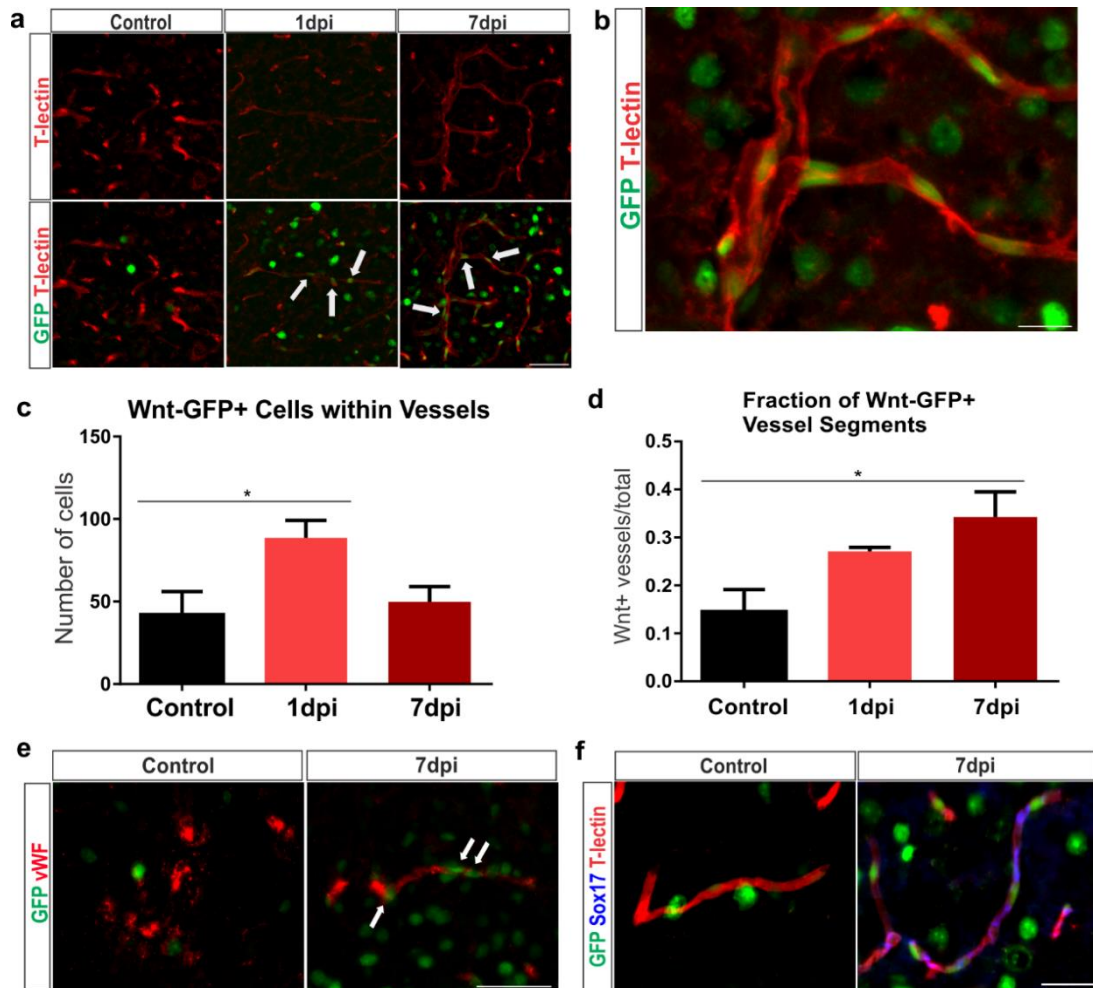 a
Control
1dpi
7dpi
T-lectin
GFP T-lectin
b
GFP T-lectin
c
Wnt-GFP+ Cells within Vessels
Number of cells
150
100
50
0
*
Control
1dpi
7dpi
d
Fraction of Wnt-GFP+
Vessel Segments
Wnt+ vessels/total
0.5
0.4
0.3
0.2
0.1
0.0
*
Control
1dpi
7dpi
e
Control
7dpi
GFP vWF
f
Control
7dpi
GFP Sox17 T-lectin